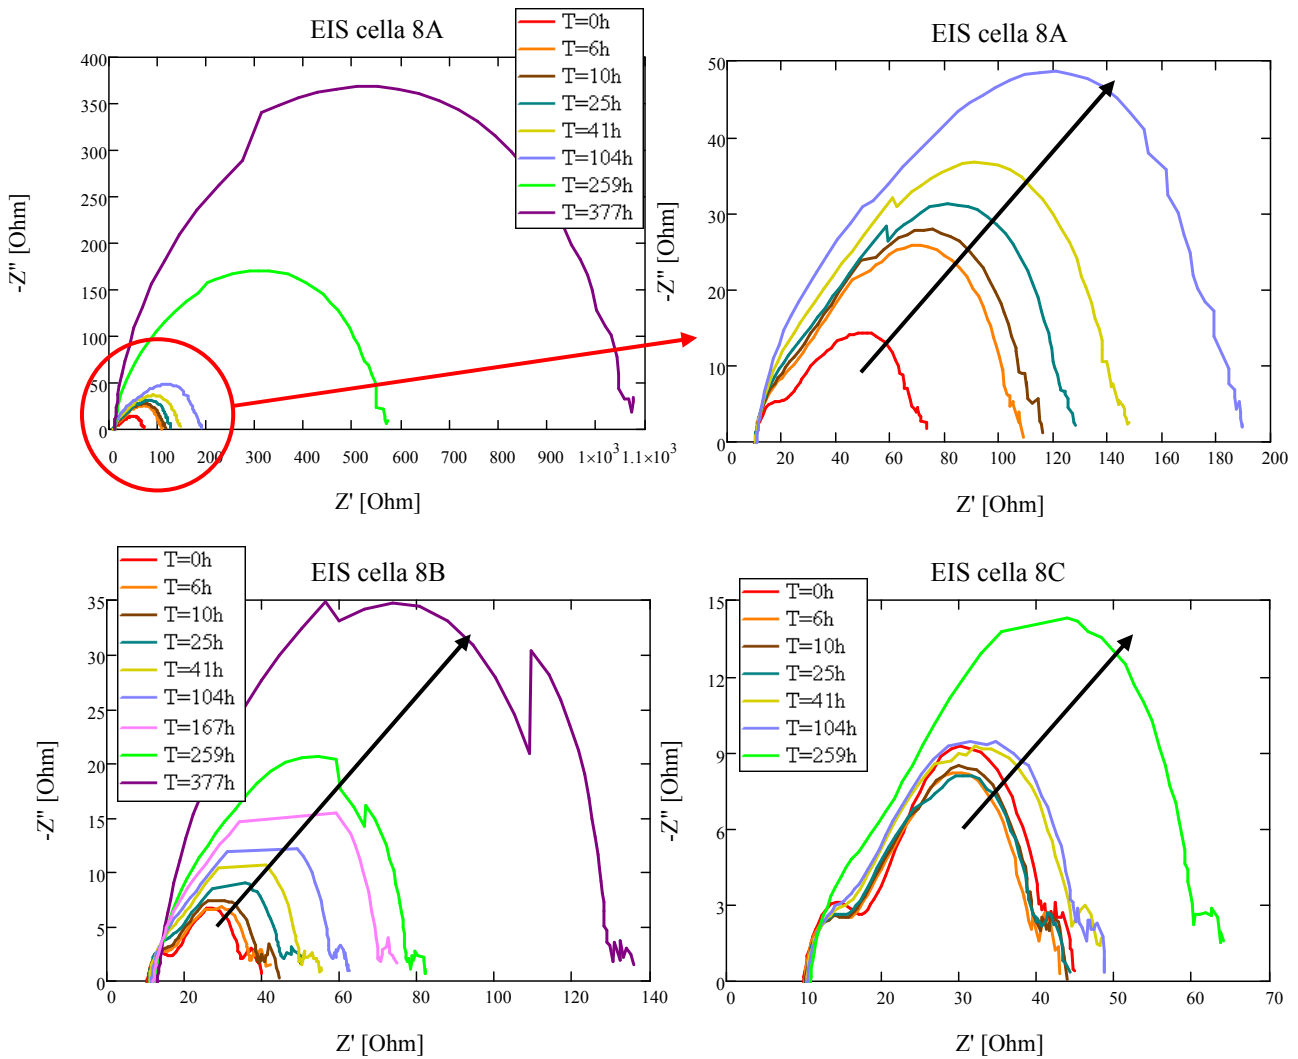 EIS cella 8A
T=0h
T=6h
T=10h
T=25h
T=41h
T=104h
T=259h
T=377h
400
350
300
250
200
150
100
50
0
-Z" [Ohm]
0 100 200 300 400 500 600 700 800 900 1×10³ 1.1×10³
Z' [Ohm]
EIS cella 8A
50
40
30
20
10
0
-Z" [Ohm]
0 20 40 60 80 100 120 140 160 180 200
Z' [Ohm]
EIS cella 8B
T=0h
T=6h
T=10h
T=25h
T=41h
T=104h
T=167h
T=259h
T=377h
35
30
25
20
15
10
5
0
-Z" [Ohm]
0 20 40 60 80 100 120 140
Z' [Ohm]
EIS cella 8C
T=0h
T=6h
T=10h
T=25h
T=41h
T=104h
T=259h
15
12
9
6
3
0
-Z" [Ohm]
0 10 20 30 40 50 60 70
Z' [Ohm]